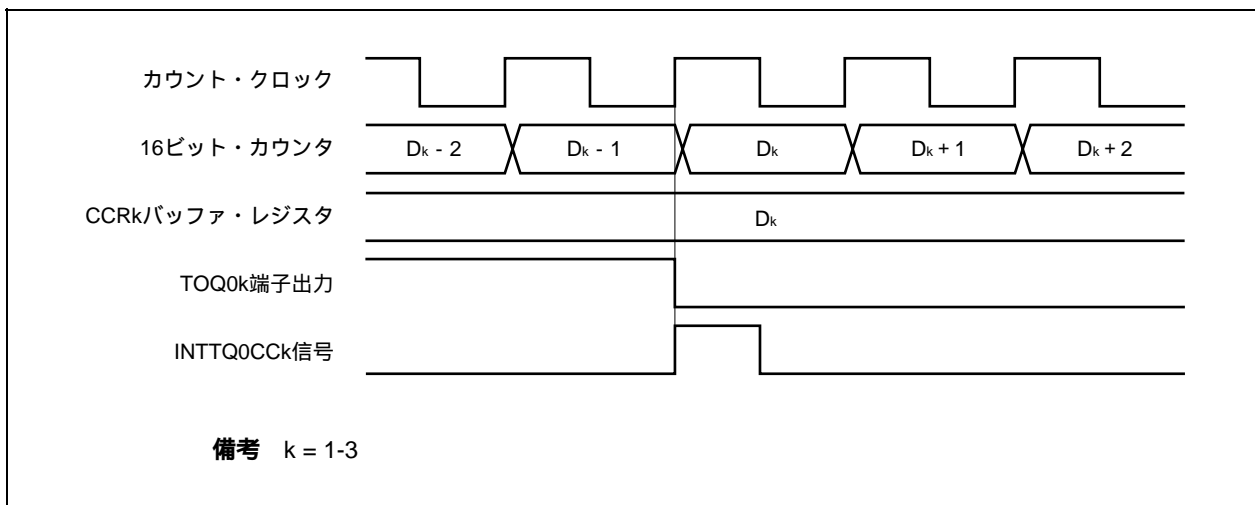 カウント・クロック
16ビット・カウンタ
Dk - 2
Dk - 1
Dk
Dk + 1
Dk + 2
CCRkバッファ・レジスタ
Dk
TOQ0k端子出力
INTTQ0CCk信号
備考 k = 1-3